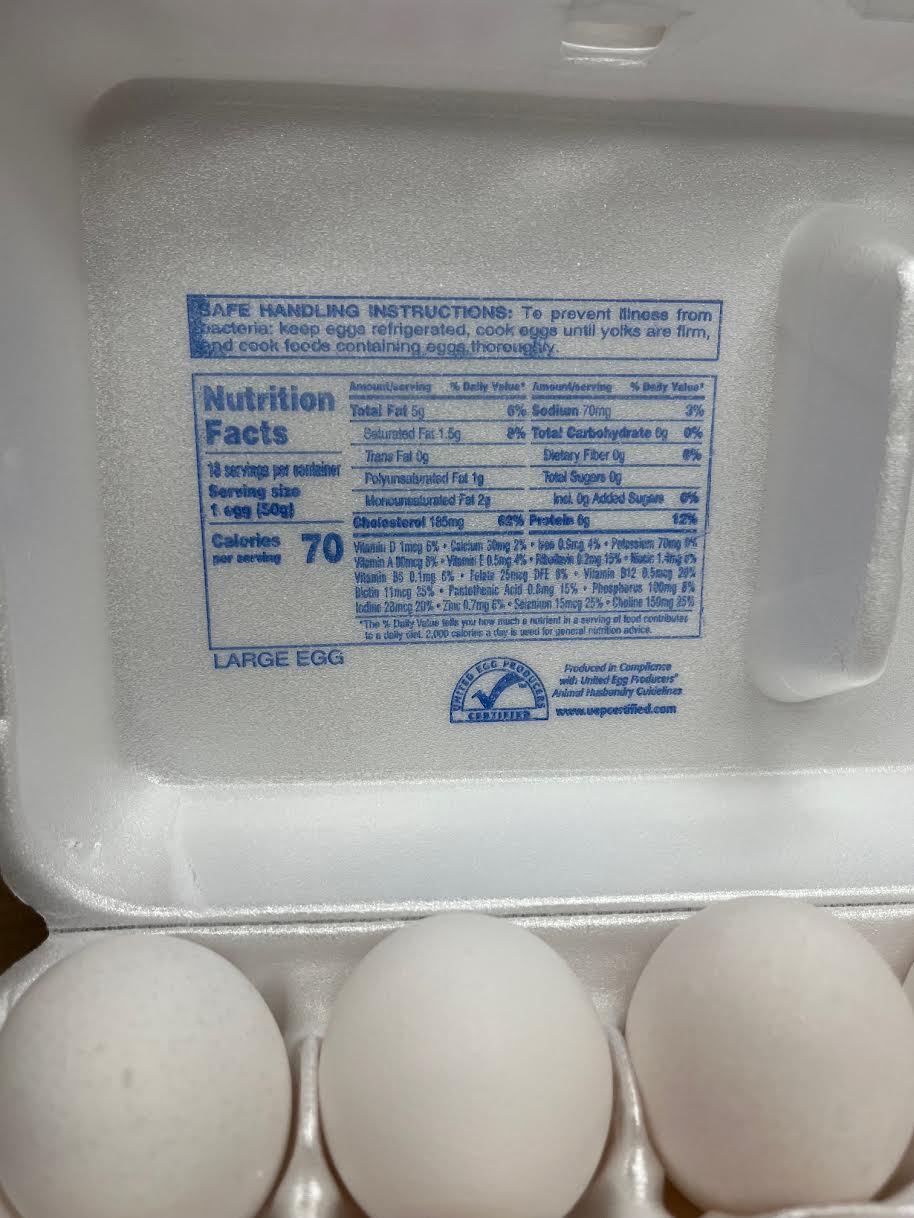 SAFE HANDLING INSTRUCTIONS: To prevent illness from
bacteria: keep eggs refrigerated, cook eggs until yolks are firm,
and cook foods containing eggs thoroughly.
Nutrition
Facts
18 servings per container
Serving size
1 egg (50g)
Calories
per serving 70
Amount/serving % Daily Value*
Total Fat 5g 6%
Saturated Fat 1.5g 8%
Trans Fat 0g
Polyunsaturated Fat 1g
Monounsaturated Fat 2g
Cholesterol 185mg 62%
Amount/serving % Daily Value*
Sodium 70mg 3%
Total Carbohydrate 0g 0%
Dietary Fiber 0g 0%
Total Sugars 0g
Incl. 0g Added Sugars 0%
Protein 6g 12%
Vitamin D 1mcg 6% • Calcium 30mg 2% • Iron 0.9mg 4% • Potassium 70mg
Vitamin A • Vitamin E 0.5mg 4% • Riboflavin 0.2mg 15% • Niacin
Vitamin B6 0.1mg 6% • Folate 25mcg DFE 6% • Vitamin B12 0.5mcg 20%
Biotin 11mcg 35% • Pantothenic Acid 0.8mg 15% • Phosphorus 100mg 8%
Iodine 28mcg 20% • Zinc 0.7mg 6% • Selenium 15mcg 25% • Choline 150mg 25%
*The % Daily Value tells you how much a nutrient in a serving of food contributes
to a daily diet. 2,000 calories a day is used for general nutrition advice.
LARGE EGG
UNITED EGG PRODUCERS
CERTIFIED
Produced in Compliance
with United Egg Producers'
Animal Husbandry Guidelines
www.uepcertified.com